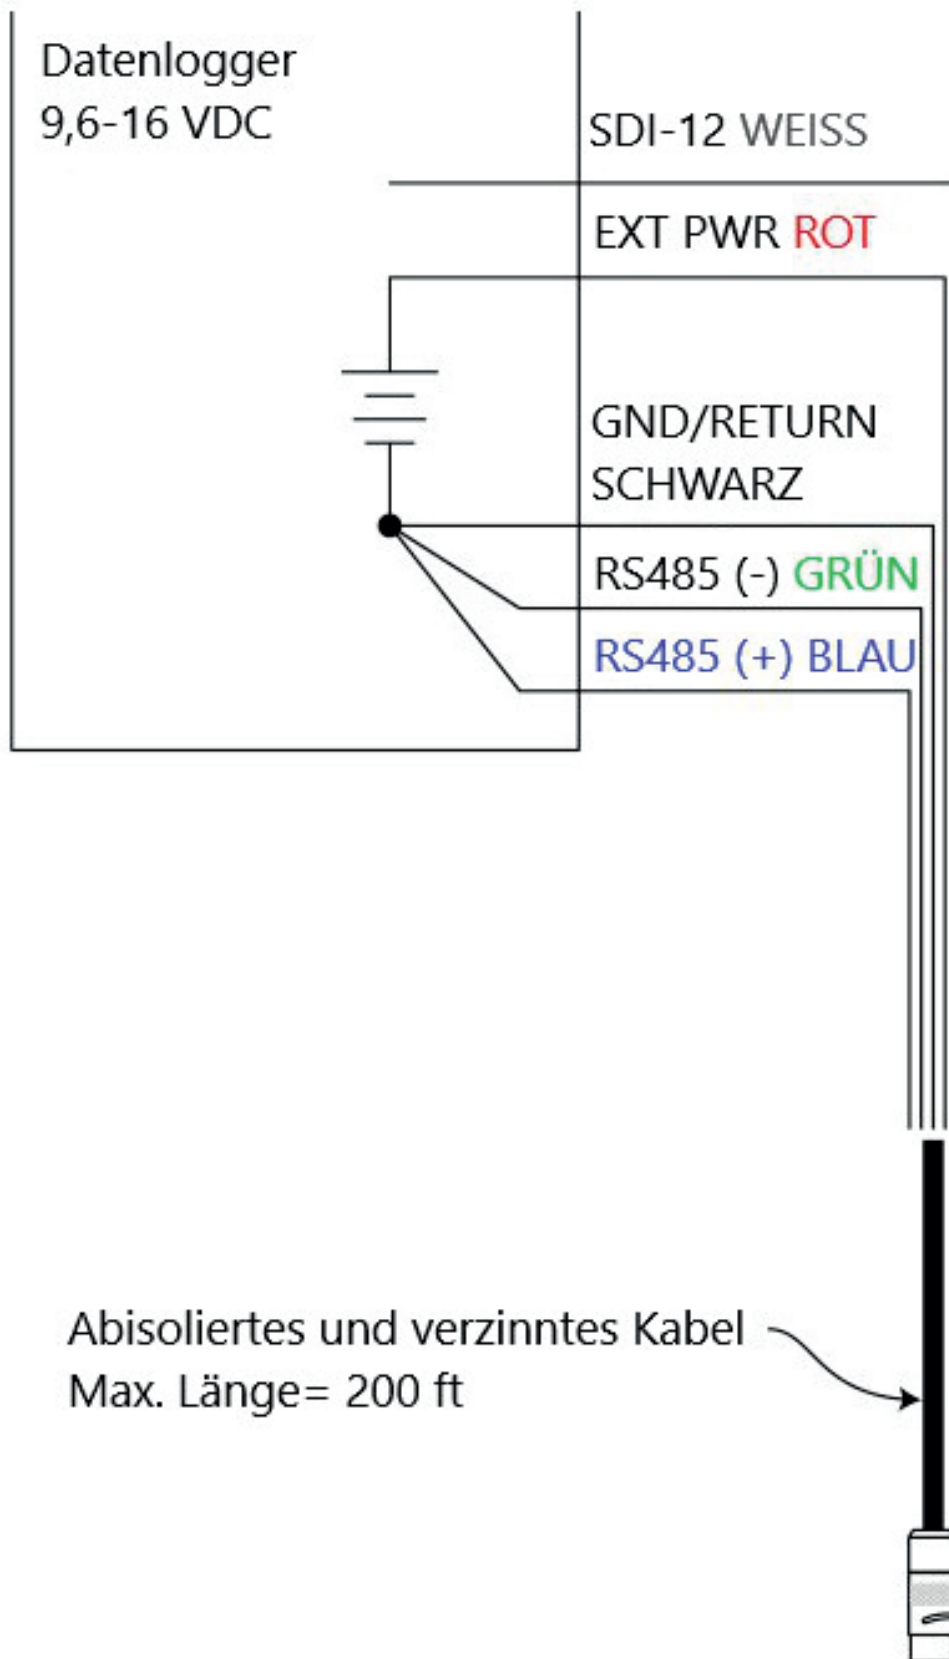 Datenlogger
9,6-16 VDC
SDI-12 WEISS
EXT PWR ROT
GND/RETURN
SCHWARZ
RS485 (-) GRÜN
RS485 (+) BLAU
Abisoliertes und verzinntes Kabel
Max. Länge= 200 ft